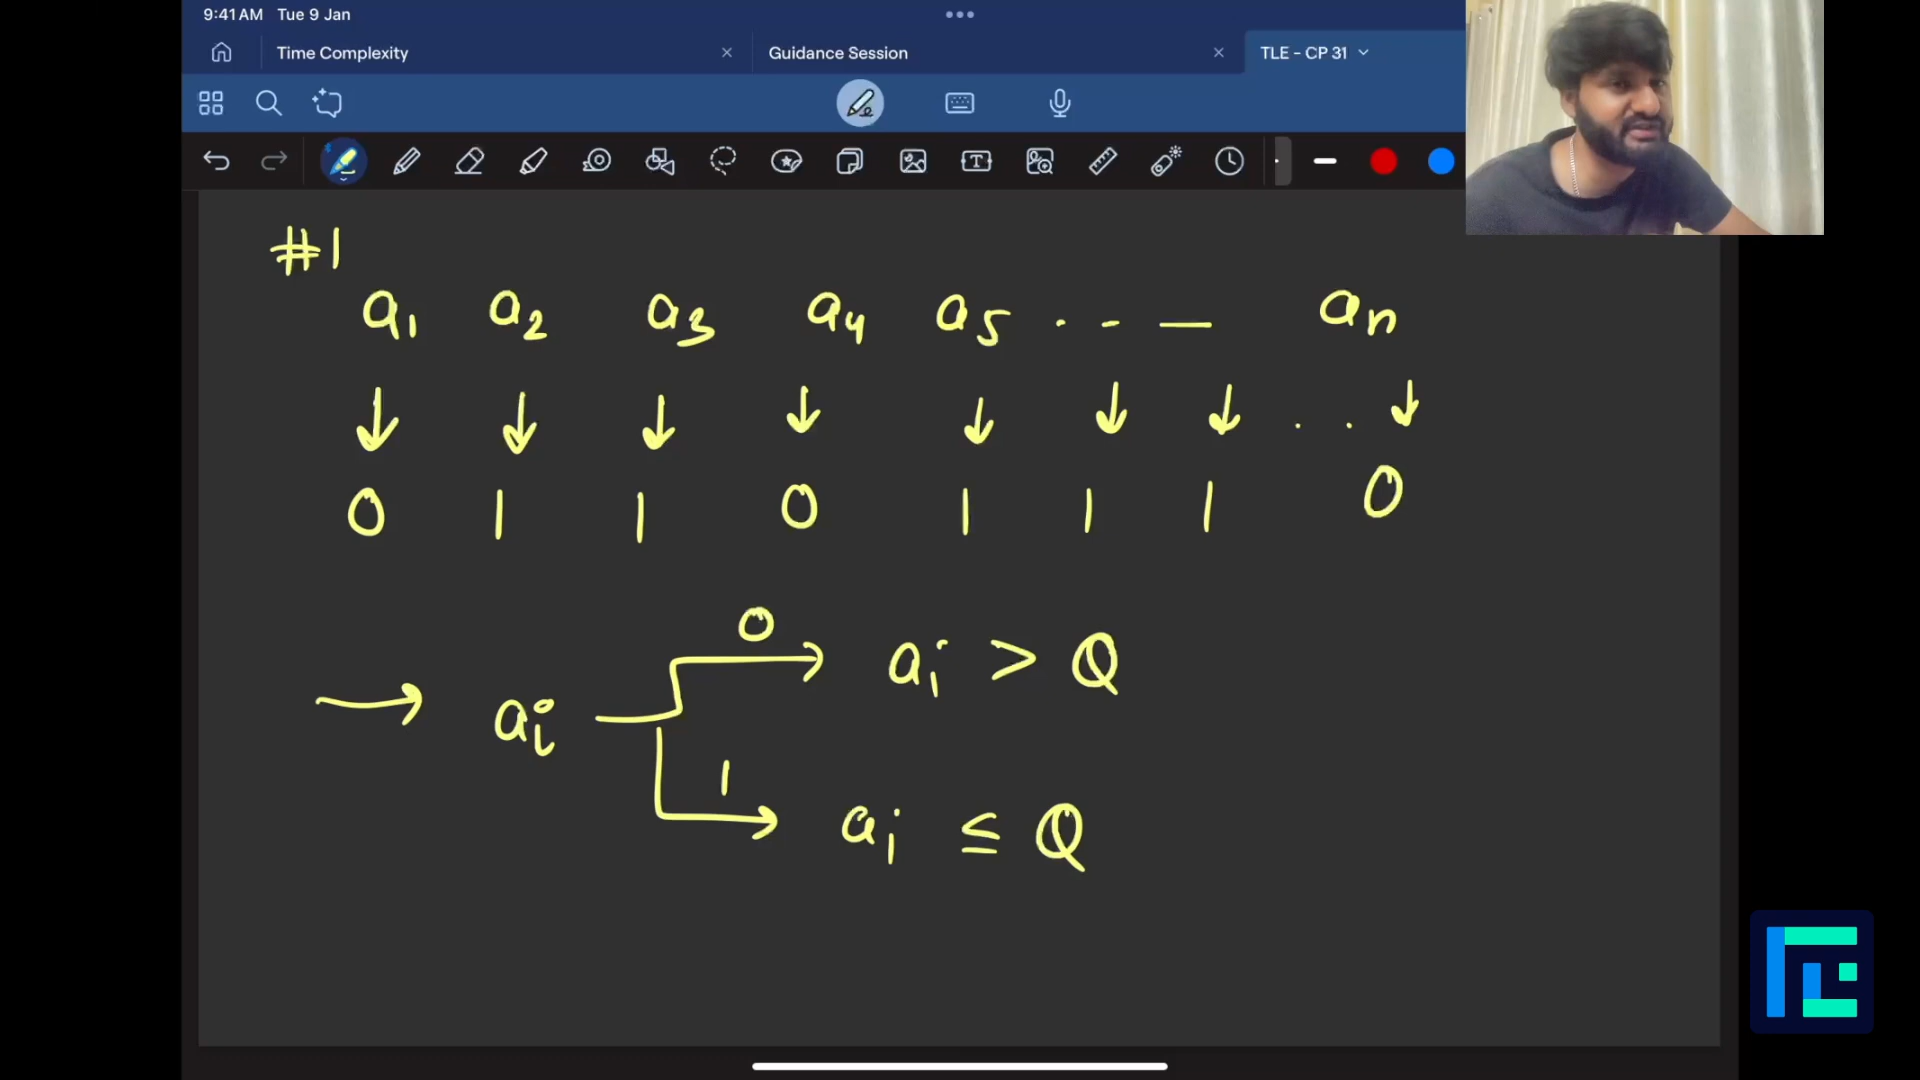 9:41 AM Tue 9 Jan
Time Complexity Guidance Session TLE - CP 31
#1
a₁ a₂ a₃ a₄ a₅ . - — aₙ
↓ ↓ ↓ ↓ ↓ ↓ ↓ . . ↓
0 1 1 0 1 1 1 0
0
→ aᵢ → aᵢ > Q
1
→ aᵢ ≤ Q